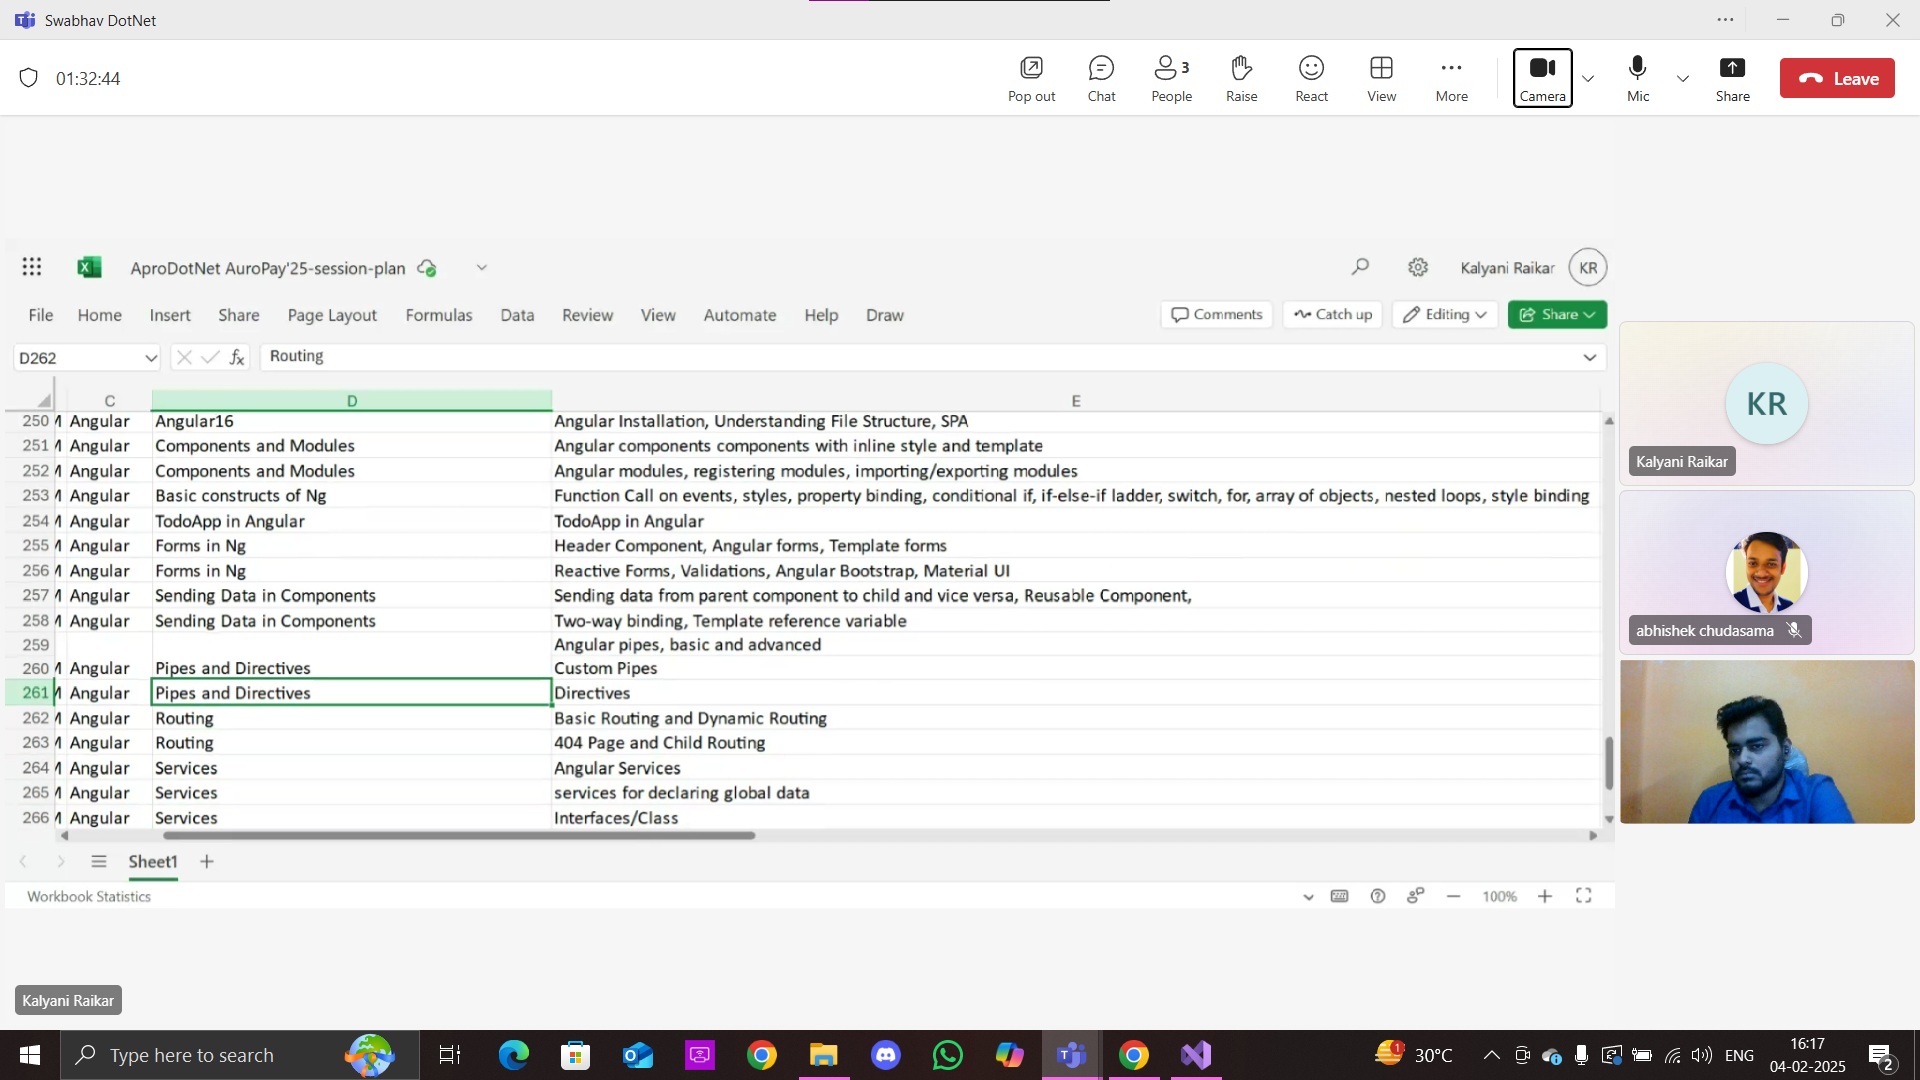 Swabhav DotNet
01:32:44
Pop out
Chat
3
People
Raise
React
View
More
Camera
Mic
Share
Leave
AproDotNet AuroPay'25-session-plan
Kalyani Raikar
KR
File Home Insert Share Page Layout Formulas Data Review View Automate Help Draw
Comments
Catch up
Editing
Share
D262
fx
Routing
C D E
250 M Angular Angular16 Angular Installation, Understanding File Structure, SPA
251 M Angular Components and Modules Angular components components with inline style and template
252 M Angular Components and Modules Angular modules, registering modules, importing/exporting modules
253 M Angular Basic constructs of Ng Function Call on events, styles, property binding, conditional if, if-else-if ladder, switch, for, array of objects, nested loops, style binding
254 M Angular TodoApp in Angular TodoApp in Angular
255 M Angular Forms in Ng Header Component, Angular forms, Template forms
256 M Angular Forms in Ng Reactive Forms, Validations, Angular Bootstrap, Material UI
257 M Angular Sending Data in Components Sending data from parent component to child and vice versa, Reusable Component,
258 M Angular Sending Data in Components Two-way binding, Template reference variable
259 Angular pipes, basic and advanced
260 M Angular Pipes and Directives Custom Pipes
261 M Angular Pipes and Directives Directives
262 M Angular Routing Basic Routing and Dynamic Routing
263 M Angular Routing 404 Page and Child Routing
264 M Angular Services Angular Services
265 M Angular Services services for declaring global data
266 M Angular Services Interfaces/Class
Sheet1
Workbook Statistics
100%
KR
Kalyani Raikar
abhishek chudasama
Kalyani Raikar
Type here to search
1
30°C
ENG
16:17
04-02-2025
2